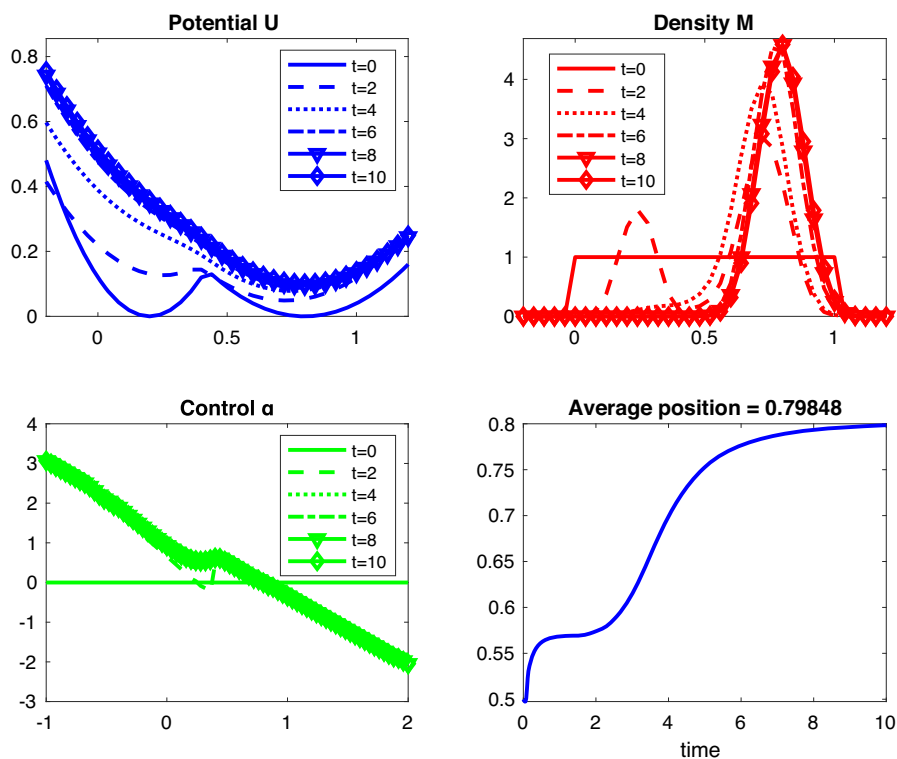 Potential U
0.8
0.6
0.4
0.2
0
0
0.5
1
t=0
t=2
t=4
t=6
t=8
t=10
Density M
4
3
2
1
0
0
0.5
1
t=0
t=2
t=4
t=6
t=8
t=10
Control α
4
3
2
1
0
-1
-2
-3
-1
0
1
2
t=0
t=2
t=4
t=6
t=8
t=10
Average position = 0.79848
0.8
0.75
0.7
0.65
0.6
0.55
0.5
0
2
4
6
8
10
time